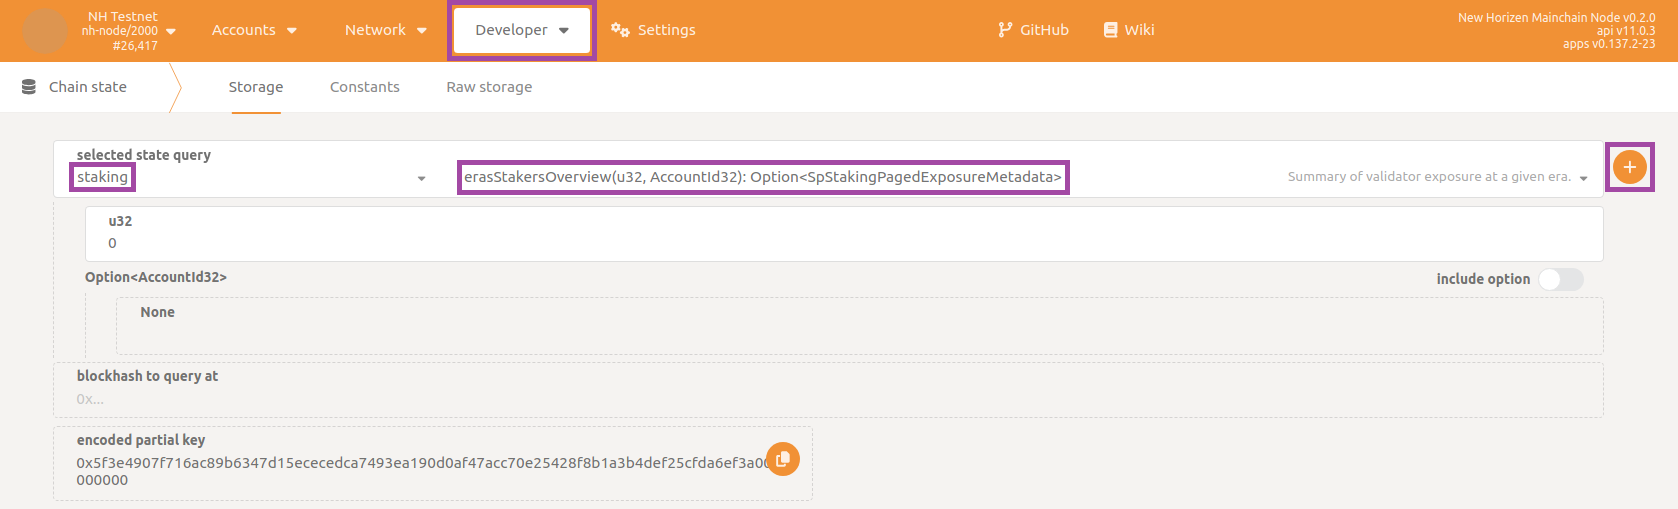 NH Testnet
nh-node/2000
#26,417
Accounts
Network
Developer
Settings
GitHub
Wiki
New Horizen Mainchain Node v0.2.0
api v11.0.3
apps v0.137.2-23
Chain state
Storage
Constants
Raw storage
selected state query
staking
erasStakersOverview(u32, AccountId32): Option<SpStakingPagedExposureMetadata>
Summary of validator exposure at a given era.
u32
0
Option<AccountId32>
include option
None
blockhash to query at
0x...
encoded partial key
0x5f3e4907f716ac89b6347d15ececedca7493ea190d0af47acc70e25428f8b1a3b4def25cfda6ef3a00
000000